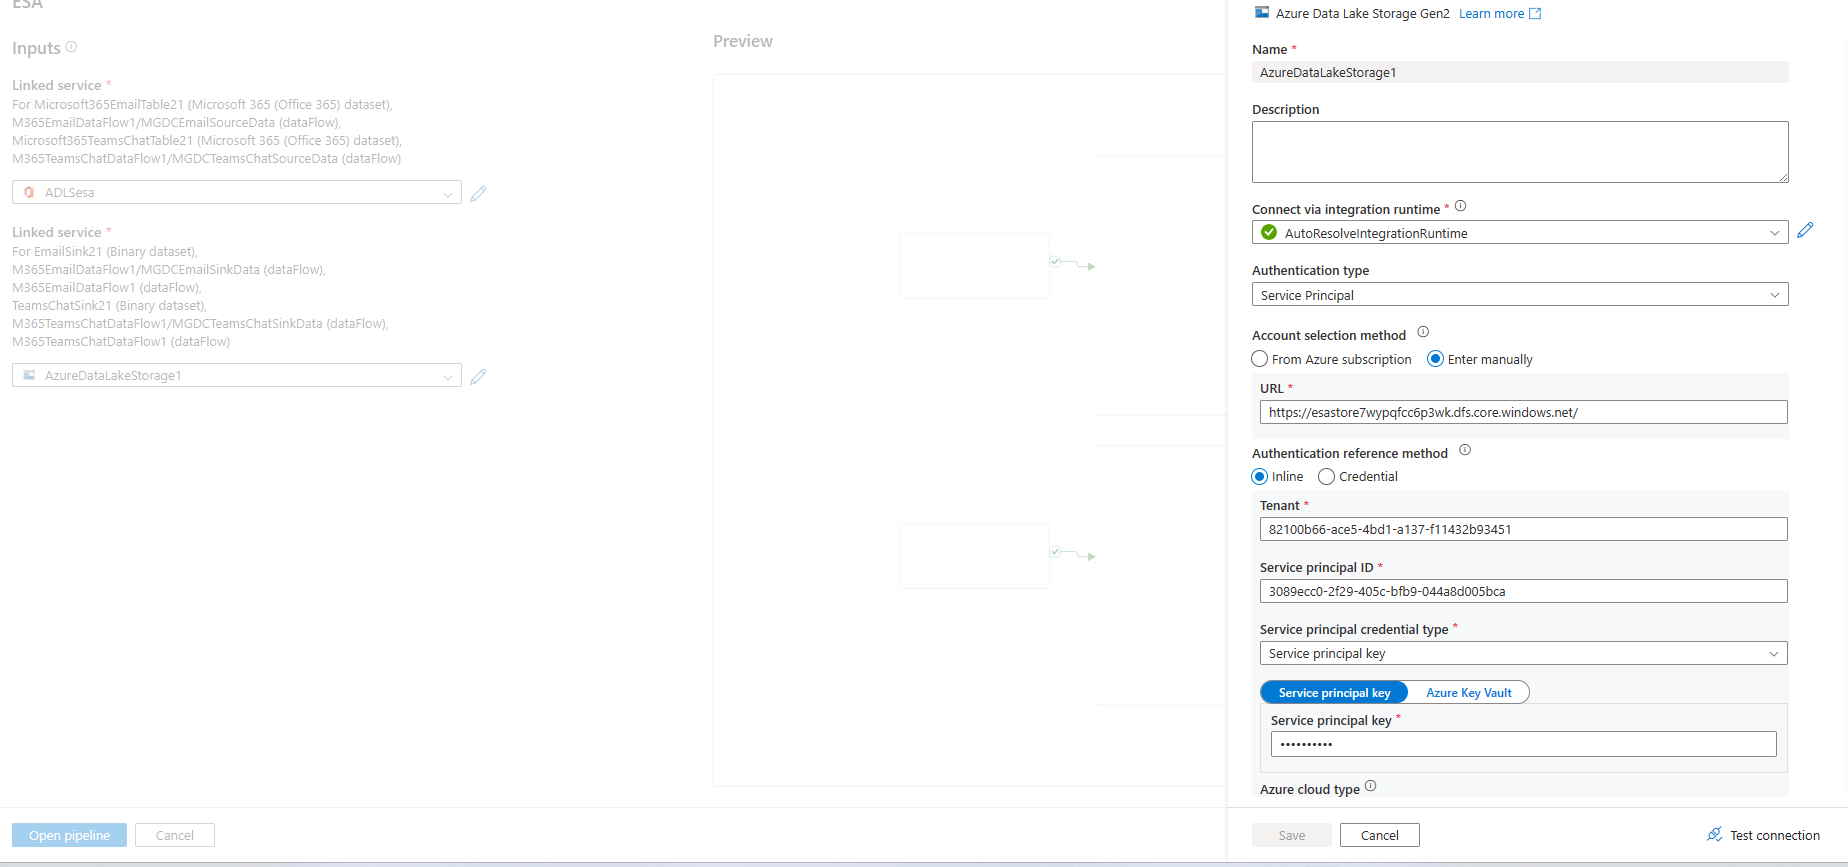 ESA
Inputs
Linked service *
For Microsoft365EmailTable21 (Microsoft 365 (Office 365) dataset),
M365EmailDataFlow1/MGDCEmailSourceData (dataFlow),
Microsoft365TeamsChatTable21 (Microsoft 365 (Office 365) dataset),
M365TeamsChatDataFlow1/MGDCTeamsChatSourceData (dataFlow)
ADLSesa
Linked service *
For EmailSink21 (Binary dataset),
M365EmailDataFlow1/MGDCEmailSinkData (dataFlow),
M365EmailDataFlow1 (dataFlow),
TeamsChatSink21 (Binary dataset),
M365TeamsChatDataFlow1/MGDCTeamsChatSinkData (dataFlow),
M365TeamsChatDataFlow1 (dataFlow)
AzureDataLakeStorage1
Open pipeline
Cancel
Preview
Azure Data Lake Storage Gen2 Learn more
Name *
AzureDataLakeStorage1
Description
Connect via integration runtime *
AutoResolveIntegrationRuntime
Authentication type
Service Principal
Account selection method
From Azure subscription Enter manually
URL *
https://esastore7wypqfcc6p3wk.dfs.core.windows.net/
Authentication reference method
Inline Credential
Tenant *
82100b66-ace5-4bd1-a137-f11432b93451
Service principal ID *
3089ecc0-2f29-405c-bfb9-044a8d005bca
Service principal credential type *
Service principal key
Service principal key Azure Key Vault
Service principal key *
••••••••••
Azure cloud type
Save Cancel Test connection